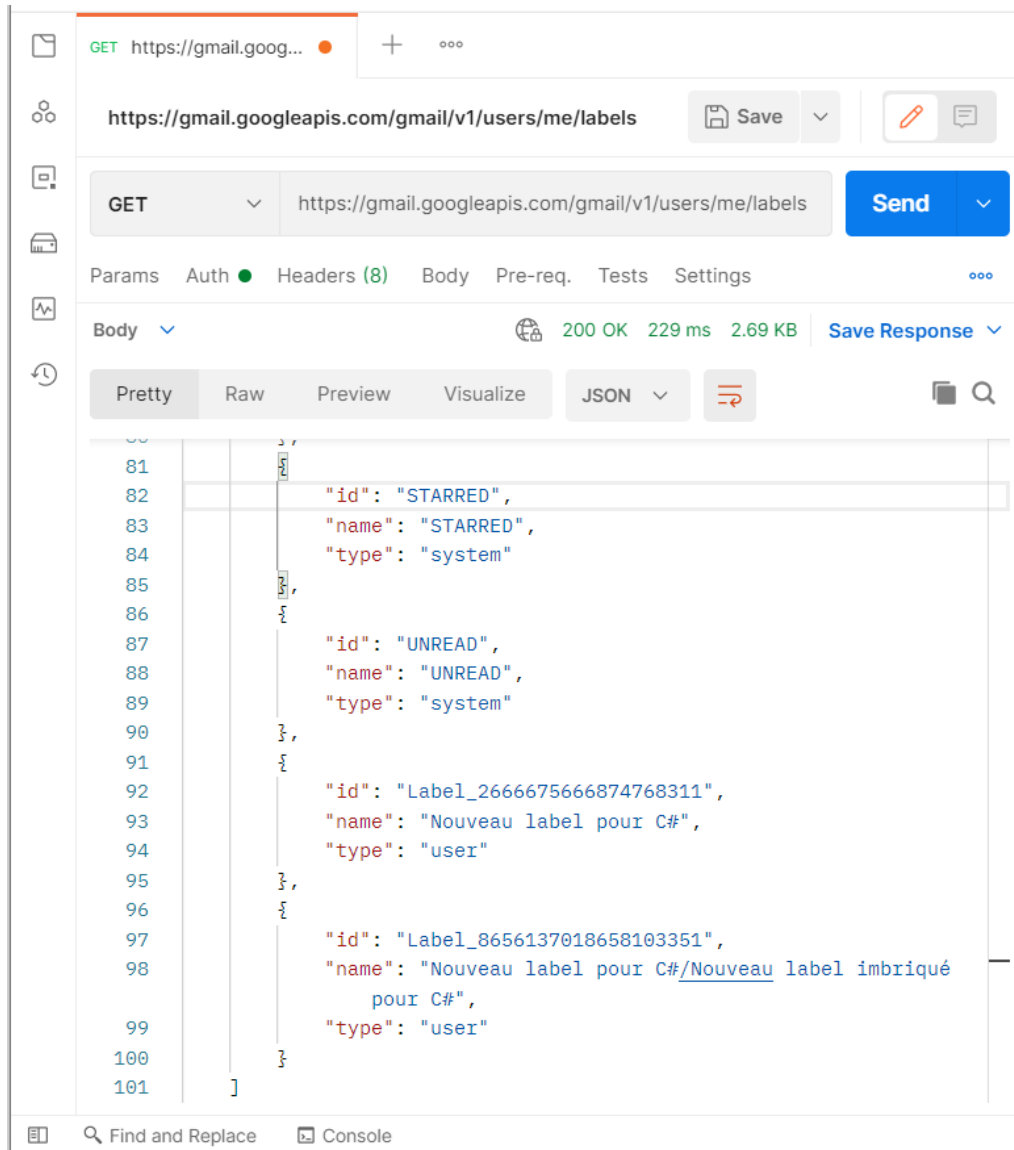 GET https://gmail.goog...
https://gmail.googleapis.com/gmail/v1/users/me/labels Save
GET https://gmail.googleapis.com/gmail/v1/users/me/labels Send
Params Auth Headers (8) Body Pre-req. Tests Settings
Body 200 OK 229 ms 2.69 KB Save Response
Pretty Raw Preview Visualize JSON
81 {
82 "id": "STARRED",
83 "name": "STARRED",
84 "type": "system"
85 },
86 {
87 "id": "UNREAD",
88 "name": "UNREAD",
89 "type": "system"
90 },
91 {
92 "id": "Label_2666675666874768311",
93 "name": "Nouveau label pour C#",
94 "type": "user"
95 },
96 {
97 "id": "Label_8656137018658103351",
98 "name": "Nouveau label pour C#/Nouveau label imbriqué
pour C#",
99 "type": "user"
100 }
101 ]
Find and Replace Console